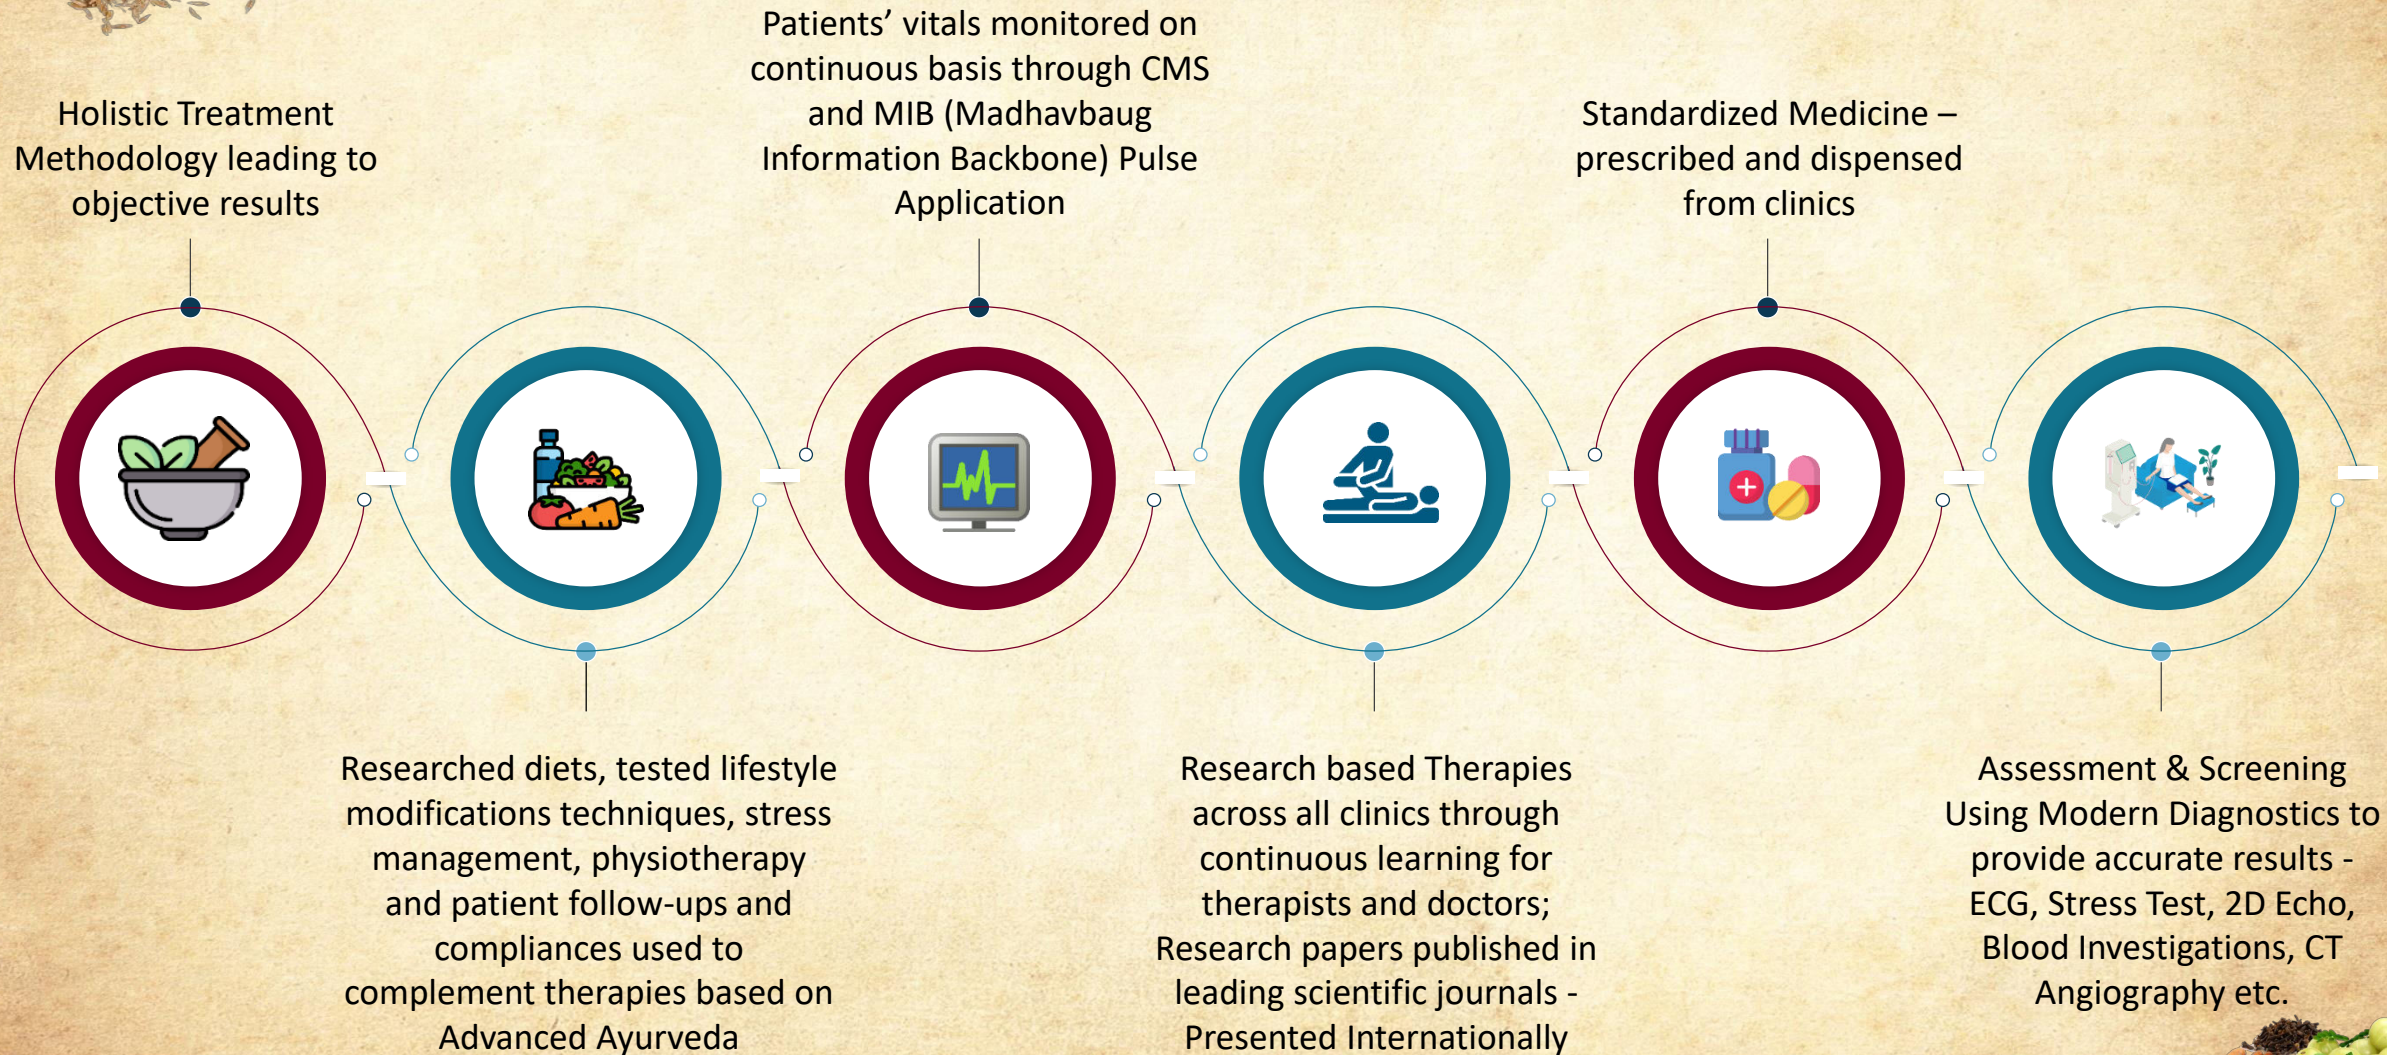 Holistic Treatment
Methodology leading to
objective results
Researched diets, tested lifestyle
modifications techniques, stress
management, physiotherapy
and patient follow-ups and
compliances used to
complement therapies based on
Advanced Ayurveda
Patients’ vitals monitored on
continuous basis through CMS
and MIB (Madhavbaug
Information Backbone) Pulse
Application
Research based Therapies
across all clinics through
continuous learning for
therapists and doctors;
Research papers published in
leading scientific journals -
Presented Internationally
Standardized Medicine –
prescribed and dispensed
from clinics
Assessment & Screening
Using Modern Diagnostics to
provide accurate results -
ECG, Stress Test, 2D Echo,
Blood Investigations, CT
Angiography etc.